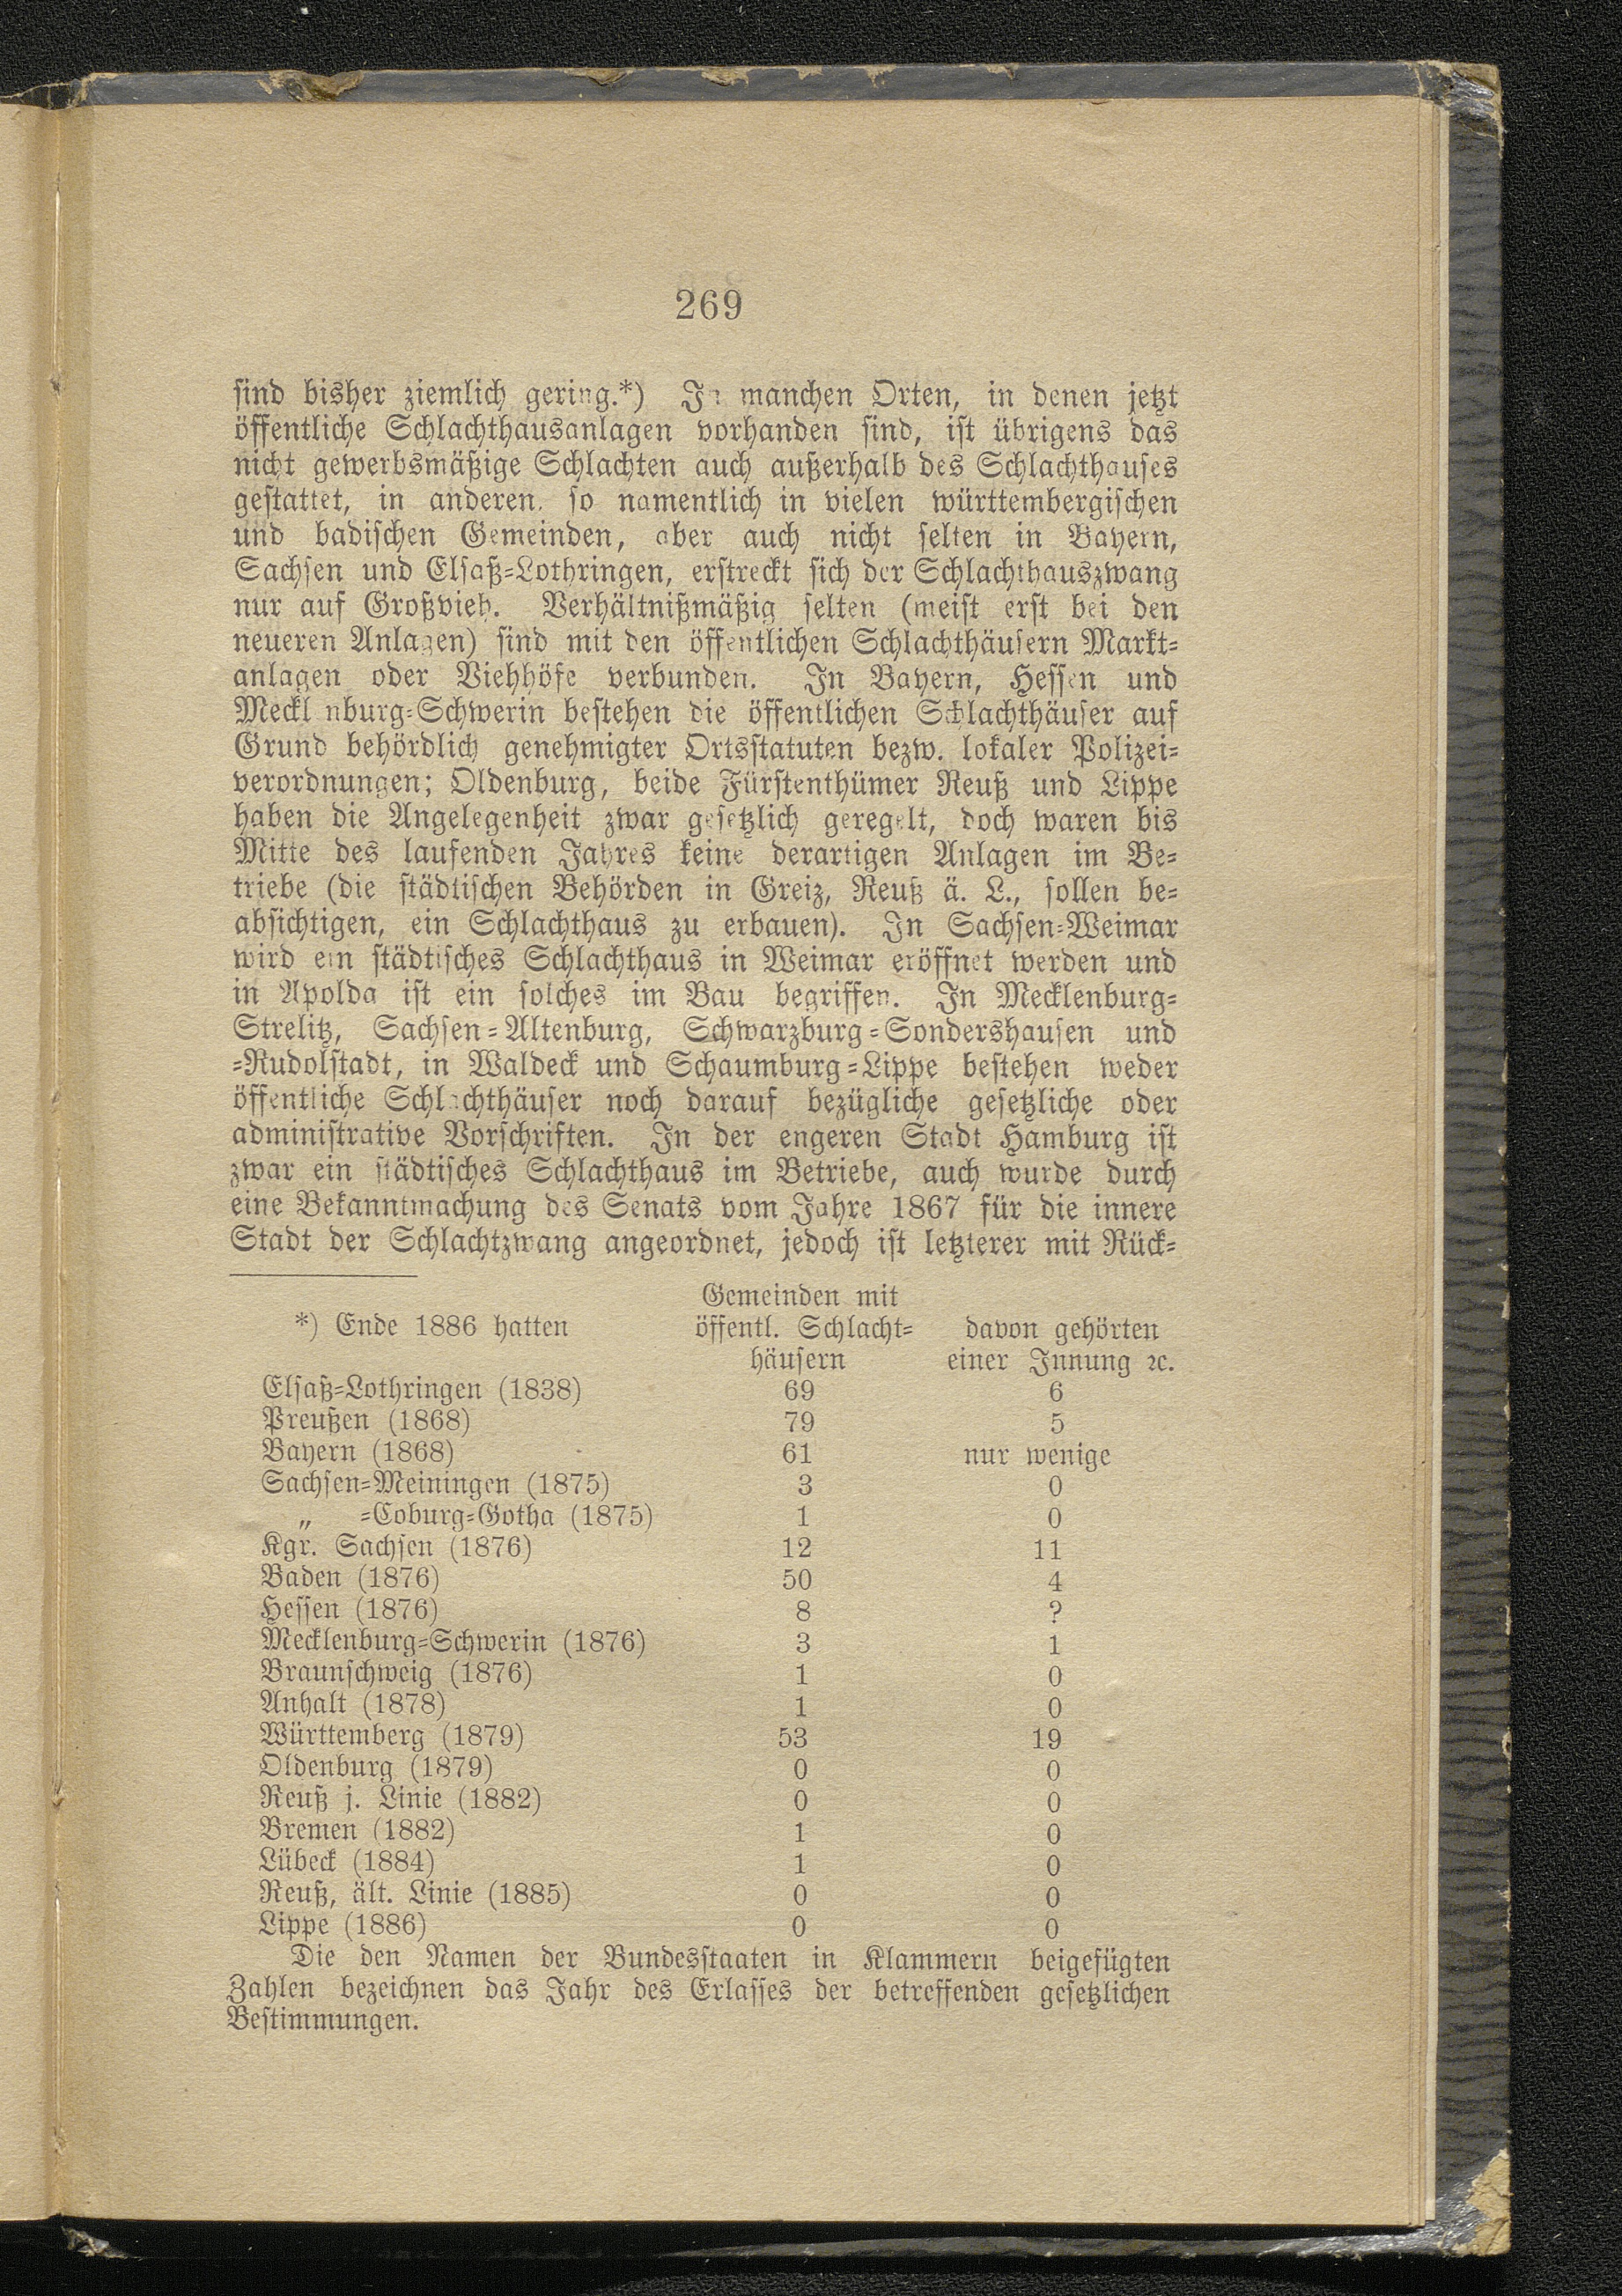 269
sind bisher ziemlich gering.*) In manchen Orten, in denen jetzt
öffentliche Schlachthausanlagen vorhanden sind, ist übrigens das
nicht gewerbsmäßige Schlachten auch außerhalb des Schlachthauses
gestattet, in anderen, so namentlich in vielen württembergischen
und badischen Gemeinden, aber auch nicht selten in Bayern,
Sachsen und Elsaß-Lothringen, erstreckt sich der Schlachthauszwang
nur auf Großvieh. Verhältnißmäßig selten (meist erst bei den
neueren Anlagen) sind mit den öffentlichen Schlachthäusern Markt-
anlagen oder Viehhöfe verbunden. In Bayern, Hessen und
Meckl nburg-Schwerin bestehen die öffentlichen Schlachthäuser auf
Grund behördlich genehmigter Ortsstatuten bezw. lokaler Polizei-
verordnungen; Oldenburg, beide Fürstenthümer Reuß und Lippe
haben die Angelegenheit zwar gesetzlich geregelt, doch waren bis
Mitte des laufenden Jahres keine derartigen Anlagen im Be-
triebe (die städtischen Behörden in Greiz, Reuß ä. L., sollen be-
absichtigen, ein Schlachthaus zu erbauen). In Sachsen-Weimar
wird ein städtisches Schlachthaus in Weimar eröffnet werden und
in Apolda ist ein solches im Bau begriffen. In Mecklenburg-
Strelitz, Sachsen-Altenburg, Schwarzburg-Sondershausen und
-Rudolstadt, in Waldeck und Schaumburg-Lippe bestehen weder
öffentliche Schlachthäuser noch darauf bezügliche gesetzliche oder
administrative Vorschriften. In der engeren Stadt Hamburg ist
zwar ein städtisches Schlachthaus im Betriebe, auch wurde durch
eine Bekanntmachung des Senats vom Jahre 1867 für die innere
Stadt der Schlachtzwang angeordnet, jedoch ist letzterer mit Rück-
Gemeinden mit
*) Ende 1886 hatten öffentl. Schlacht- davon gehörten
häusern einer Innung ꝛc.
Elsaß-Lothringen (1838) 69 6
Preußen (1868) 79 5
Bayern (1868) 61 nur wenige
Sachsen-Meiningen (1875) 3 0
„ -Coburg-Gotha (1875) 1 0
Kgr. Sachsen (1876) 12 11
Baden (1876) 50 4
Hessen (1876) 8 ?
Mecklenburg-Schwerin (1876) 3 1
Braunschweig (1876) 1 0
Anhalt (1878) 1 0
Württemberg (1879) 53 19
Oldenburg (1879) 0 0
Reuß j. Linie (1882) 0 0
Bremen (1882) 1 0
Lübeck (1884) 1 0
Reuß, ält. Linie (1885) 0 0
Lippe (1886) 0 0
Die den Namen der Bundesstaaten in Klammern beigefügten
Zahlen bezeichnen das Jahr des Erlasses der betreffenden gesetzlichen
Bestimmungen.